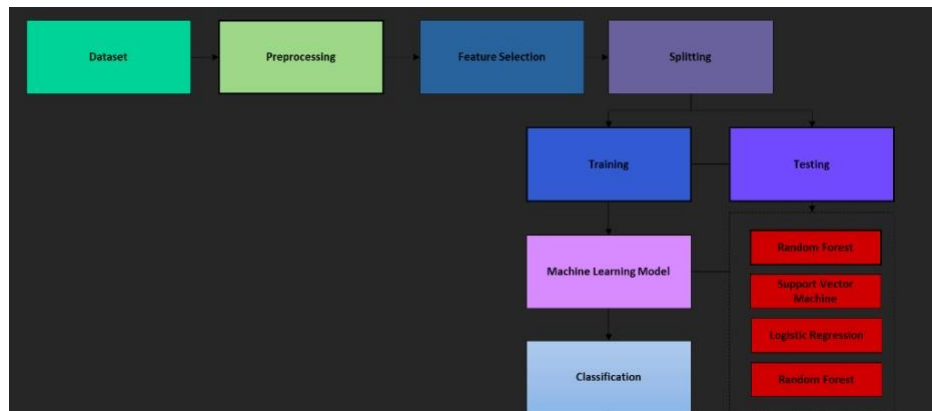 Dataset
Preprocessing
Feature Selection
Splitting
Training
Testing
Machine Learning Model
Random Forest
Support Vector
Machine
Logistic Regression
Random Forest
Classification